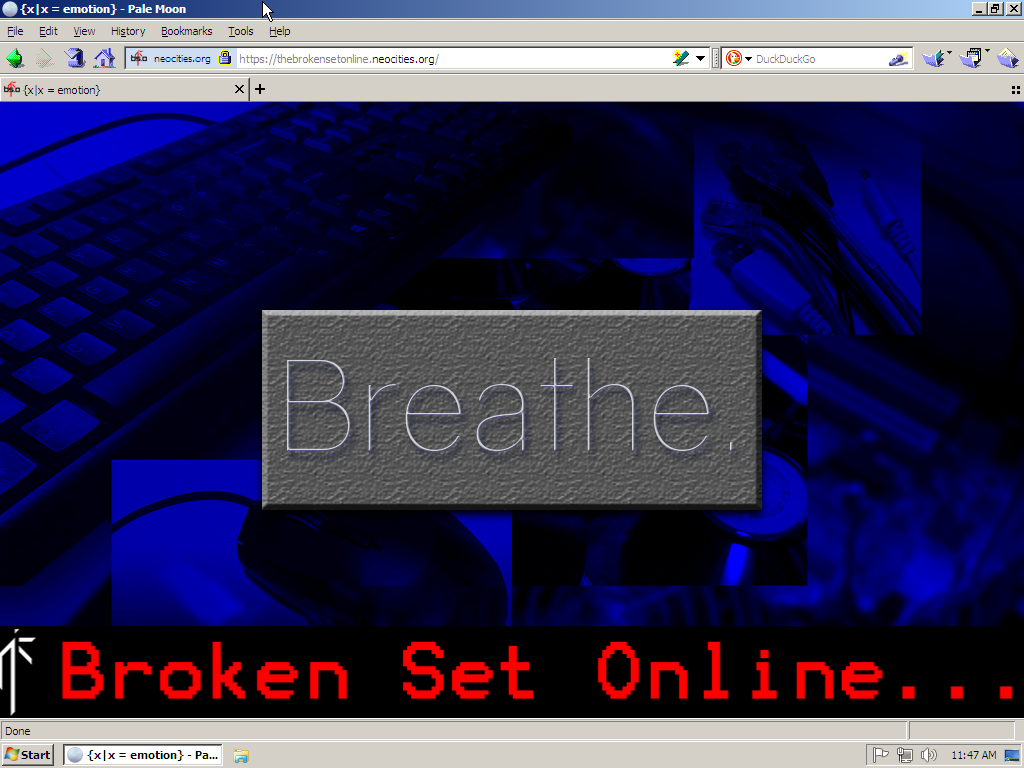 {x|x = emotion} - Pale Moon
File Edit View History Bookmarks Tools Help
neocities.org https://thebrokensetonline.neocities.org/ DuckDuckGo
{x|x = emotion}
Breathe.
Broken Set Online...
Done
Start {x|x = emotion} - Pa... 11:47 AM